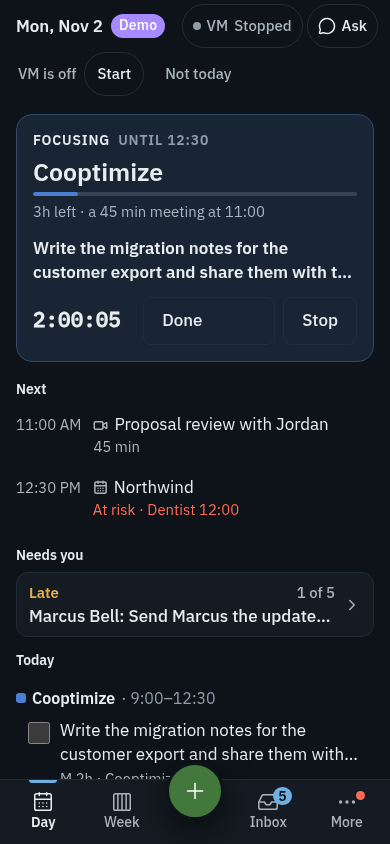 Mon, Nov 2 Demo VM Stopped Ask
VM is off Start Not today
FOCUSING UNTIL 12:30
Cooptimize
3h left · a 45 min meeting at 11:00
Write the migration notes for the
customer export and share them with t...
2:00:05 Done Stop
Next
11:00 AM Proposal review with Jordan
45 min
12:30 PM Northwind
At risk · Dentist 12:00
Needs you
Late 1 of 5
Marcus Bell: Send Marcus the update...
Today
Cooptimize · 9:00–12:30
Write the migration notes for the
customer export and share them with...
M 2h ·
Day Week Inbox 5 More